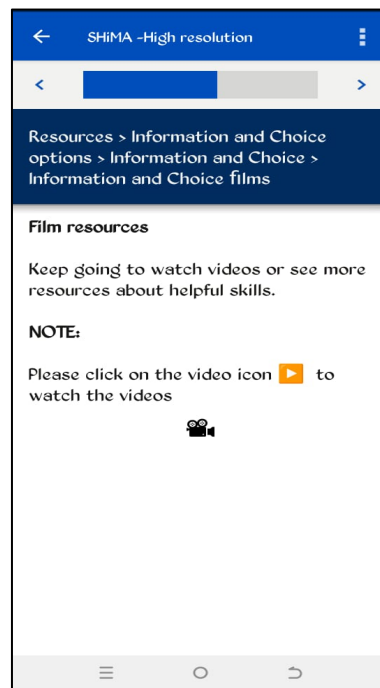 SHiMA -High resolution
Resources > Information and Choice
options > Information and Choice >
Information and Choice films
Film resources
Keep going to watch videos or see more
resources about helpful skills.
NOTE:
Please click on the video icon ▶️ to
watch the videos